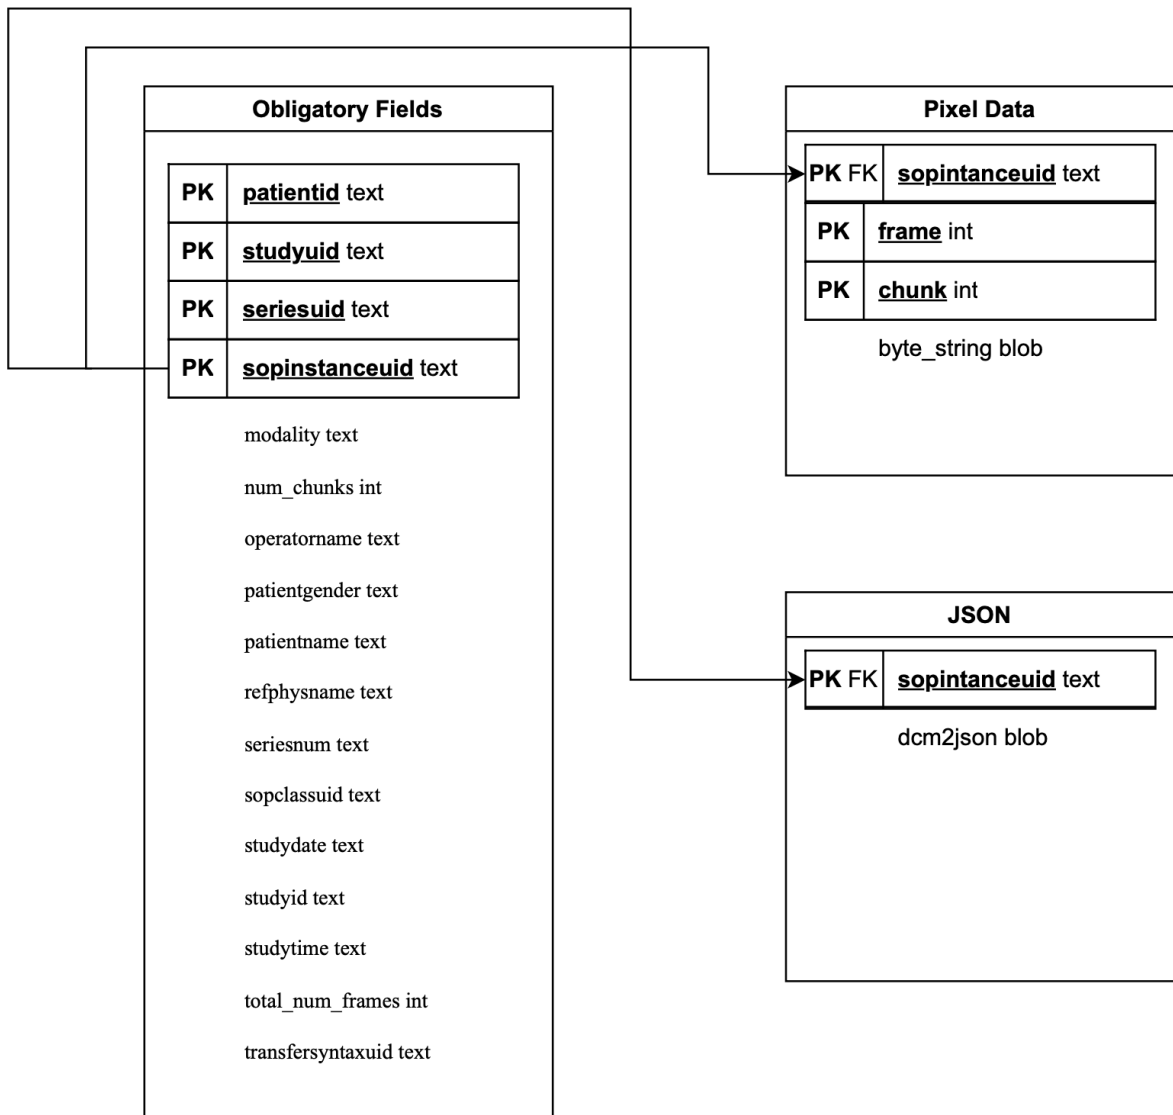 Obligatory Fields
PK patientid text
PK studyuid text
PK seriesuid text
PK sopinstanceuid text
modality text
num_chunks int
operatorname text
patientgender text
patientname text
refphysname text
seriesnum text
sopclassuid text
studydate text
studyid text
studytime text
total_num_frames int
transfersyntaxuid text
Pixel Data
PK FK sopintanceuid text
PK frame int
PK chunk int
byte_string blob
JSON
PK FK sopintanceuid text
dcm2json blob